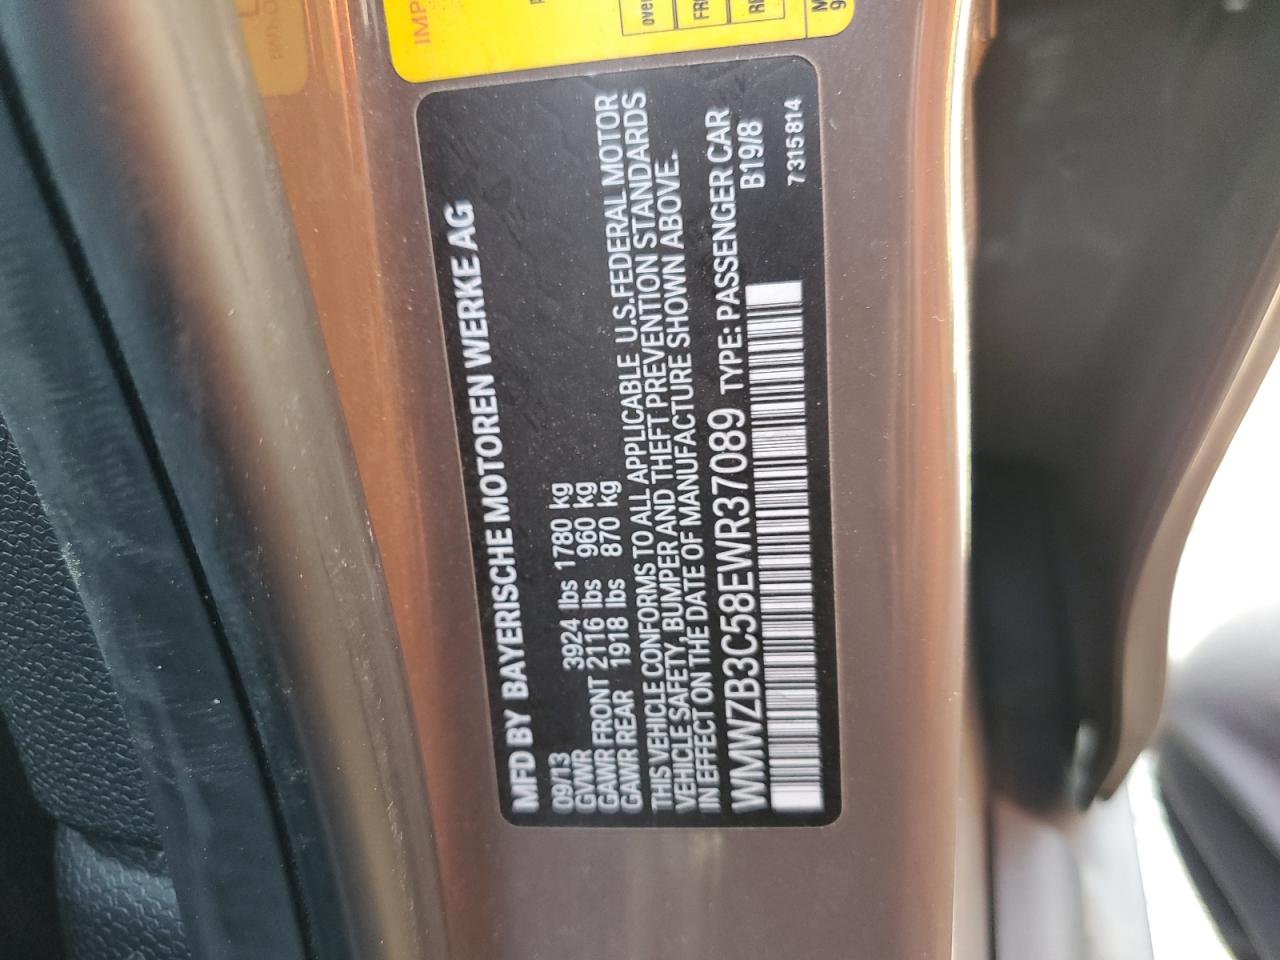 MFD BY BAYERISCHE MOTOREN WERKE AG
09/13
GVWR 3924 lbs 1780 kg
GAWR FRONT 2116 lbs 960 kg
GAWR REAR 1918 lbs 870 kg
THIS VEHICLE CONFORMS TO ALL APPLICABLE U.S.FEDERAL MOTOR
VEHICLE SAFETY, BUMPER AND THEFT PREVENTION STANDARDS
IN EFFECT ON THE DATE OF MANUFACTURE SHOWN ABOVE.
WMWZB3C58EWR37089 TYPE: PASSENGER CAR
B19/8
7 315 814